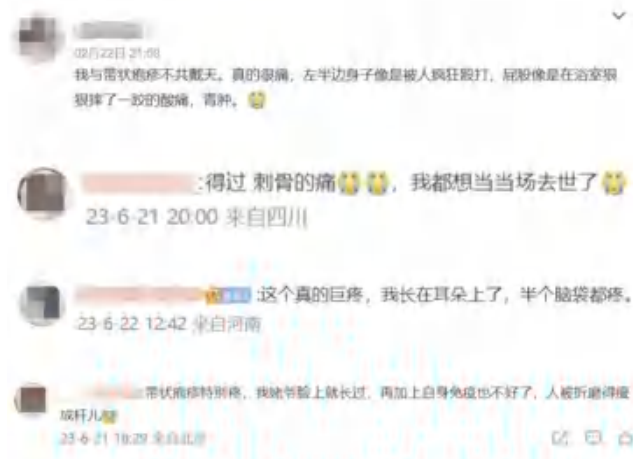 02月22日 21:08
我与带状疱疹不共戴天。真的很痛，左半边身子像是被人疯狂殴打，屁股像是在浴室狠
狠摔了一跤的酸痛，青肿。
:得过 刺骨的痛，我都想当当场去世了
23-6-21 20:00 来自四川
:这个真的巨疼，我长在耳朵上了，半个脑袋都疼。
23-6-22 12:42 来自河南
带状疱疹特别疼，我姥爷脸上就长过，再加上自身免疫也不好了，人被折磨得瘦
成杆儿
23-6-21 18:29 来自北京